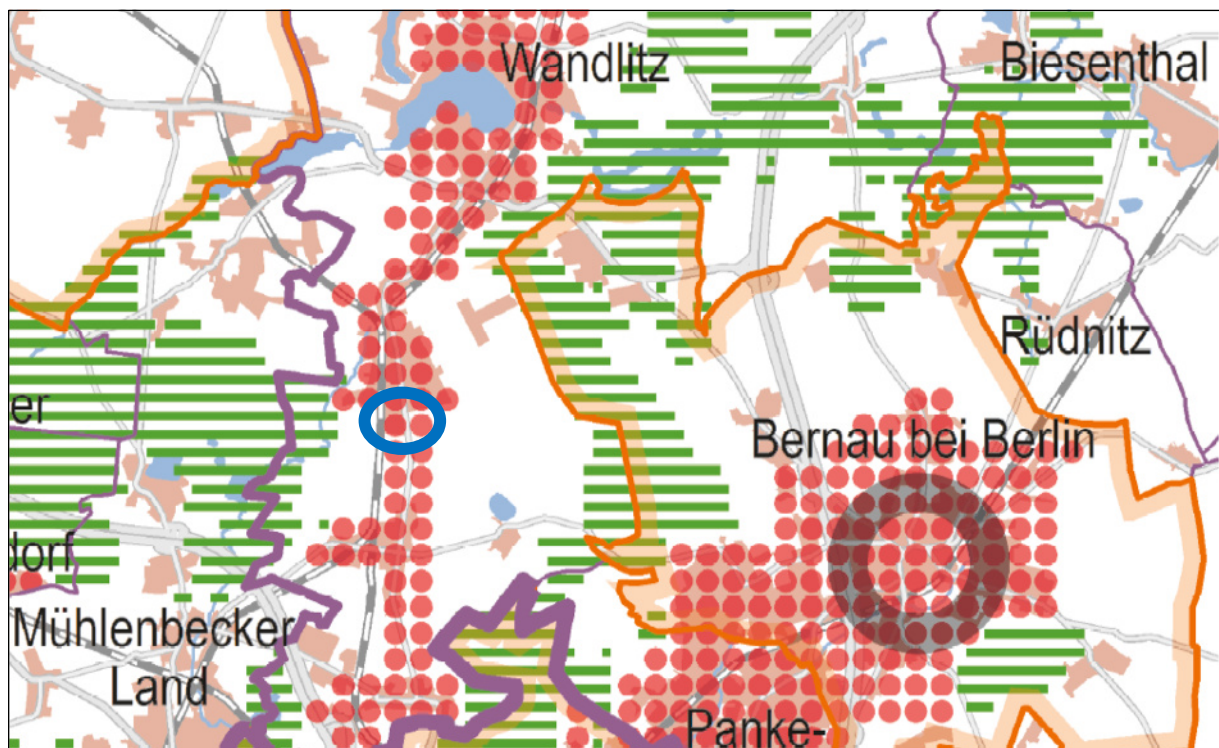 Wandlitz
Biesenthal
Rüdnitz
er
Bernau bei Berlin
dorf
Mühlenbecker
Land
Panke-